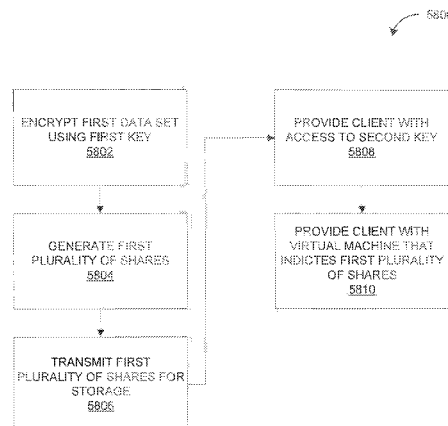 580
ENCRYPT FIRST DATA SET
USING FIRST KEY
5802
GENERATE FIRST
PLURALITY OF SHARES
5804
TRANSMIT FIRST
PLURALITY OF SHARES FOR
STORAGE
5806
PROVIDE CLIENT WITH
ACCESS TO SECOND KEY
5808
PROVIDE CLIENT WITH
VIRTUAL MACHINE THAT
INDICTES FIRST PLURALITY
OF SHARES
5810